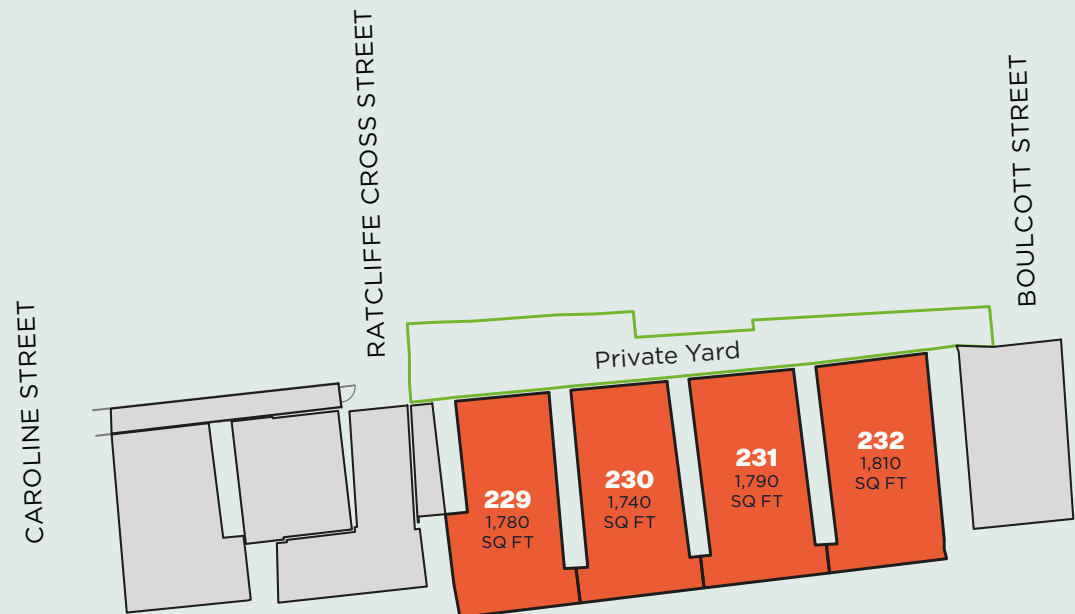 CAROLINE STREET
RATCLIFFE CROSS STREET
BOULCOTT STREET
Private Yard
229
1,780
SQ FT
230
1,740
SQ FT
231
1,790
SQ FT
232
1,810
SQ FT